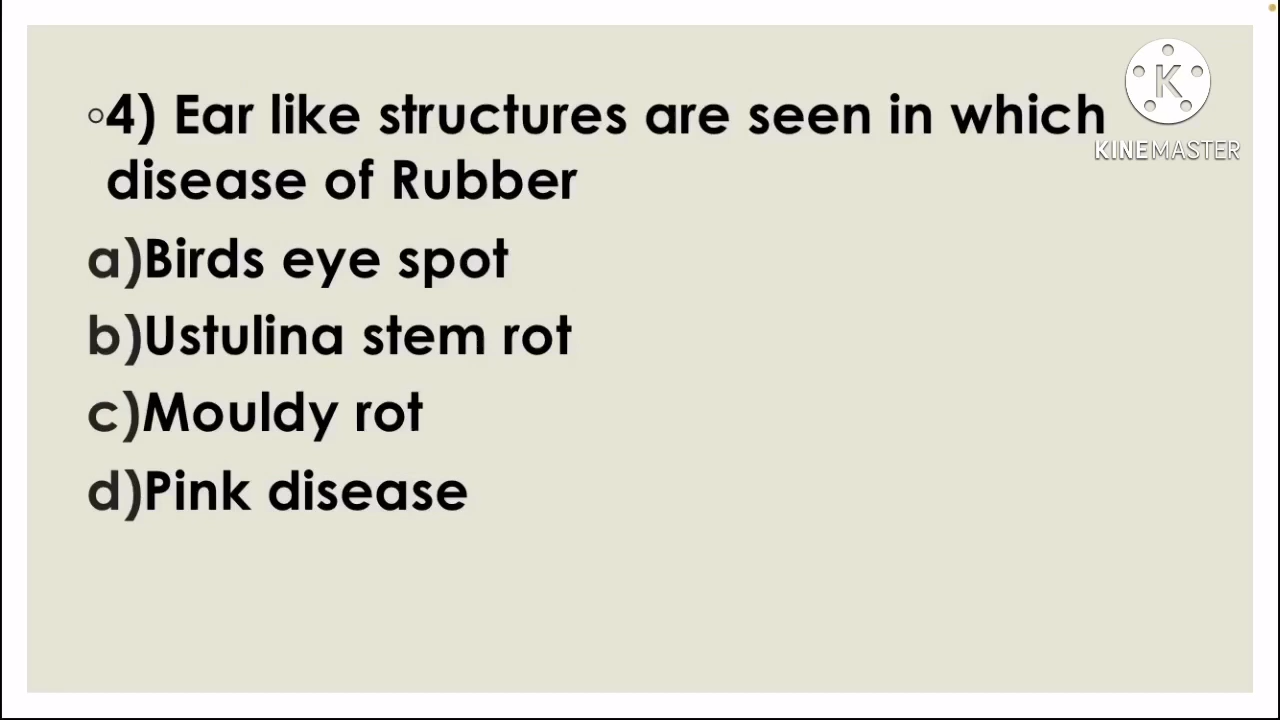 ◦4) Ear like structures are seen in which
disease of Rubber
a)Birds eye spot
b)Ustulina stem rot
c)Mouldy rot
d)Pink disease
K
KINEMASTER